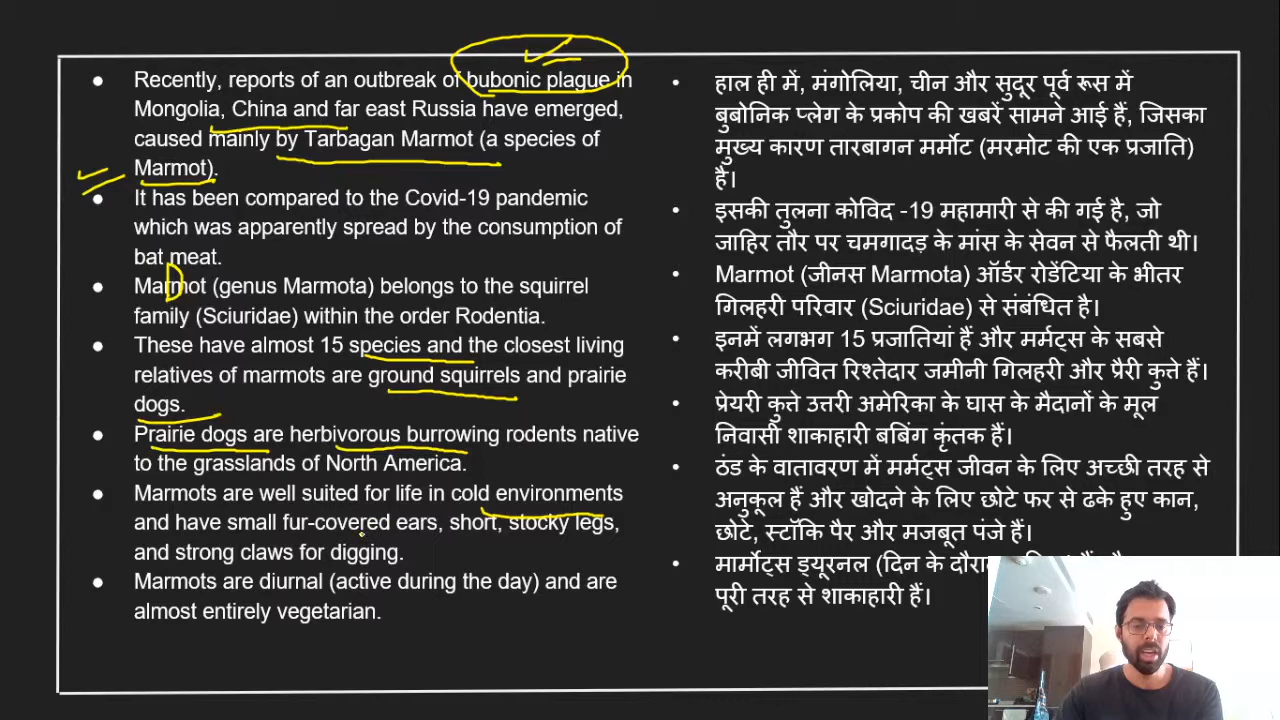 Recently, reports of an outbreak of bubonic plague in
Mongolia, China and far east Russia have emerged,
caused mainly by Tarbagan Marmot (a species of
Marmot).
It has been compared to the Covid-19 pandemic
which was apparently spread by the consumption of
bat meat.
Marmot (genus Marmota) belongs to the squirrel
family (Sciuridae) within the order Rodentia.
These have almost 15 species and the closest living
relatives of marmots are ground squirrels and prairie
dogs.
Prairie dogs are herbivorous burrowing rodents native
to the grasslands of North America.
Marmots are well suited for life in cold environments
and have small fur-covered ears, short, stocky legs,
and strong claws for digging.
Marmots are diurnal (active during the day) and are
almost entirely vegetarian.
हाल ही में, मंगोलिया, चीन और सुदूर पूर्व रूस में
बुबोनिक प्लेग के प्रकोप की खबरें सामने आई हैं, जिसका
मुख्य कारण तारबागन मर्मोट (मरमोट की एक प्रजाति)
है।
इसकी तुलना कोविद -19 महामारी से की गई है, जो
जाहिर तौर पर चमगादड़ के मांस के सेवन से फैलती थी।
Marmot (जीनस Marmota) ऑर्डर रोडेंटिया के भीतर
गिलहरी परिवार (Sciuridae) से संबंधित है।
इनमें लगभग 15 प्रजातियां हैं और मर्मट्स के सबसे
करीबी जीवित रिश्तेदार जमीनी गिलहरी और प्रैरी कुत्ते हैं।
प्रेयरी कुत्ते उत्तरी अमेरिका के घास के मैदानों के मूल
निवासी शाकाहारी बबिंग कृंतक हैं।
ठंड के वातावरण में मर्मट्स जीवन के लिए अच्छी तरह से
अनुकूल हैं और खोदने के लिए छोटे फर से ढके हुए कान,
छोटे, स्टॉकि पैर और मजबूत पंजे हैं।
मार्मोट्स ड्यूरनल (दिन के
पूरी तरह से शाकाहारी हैं।